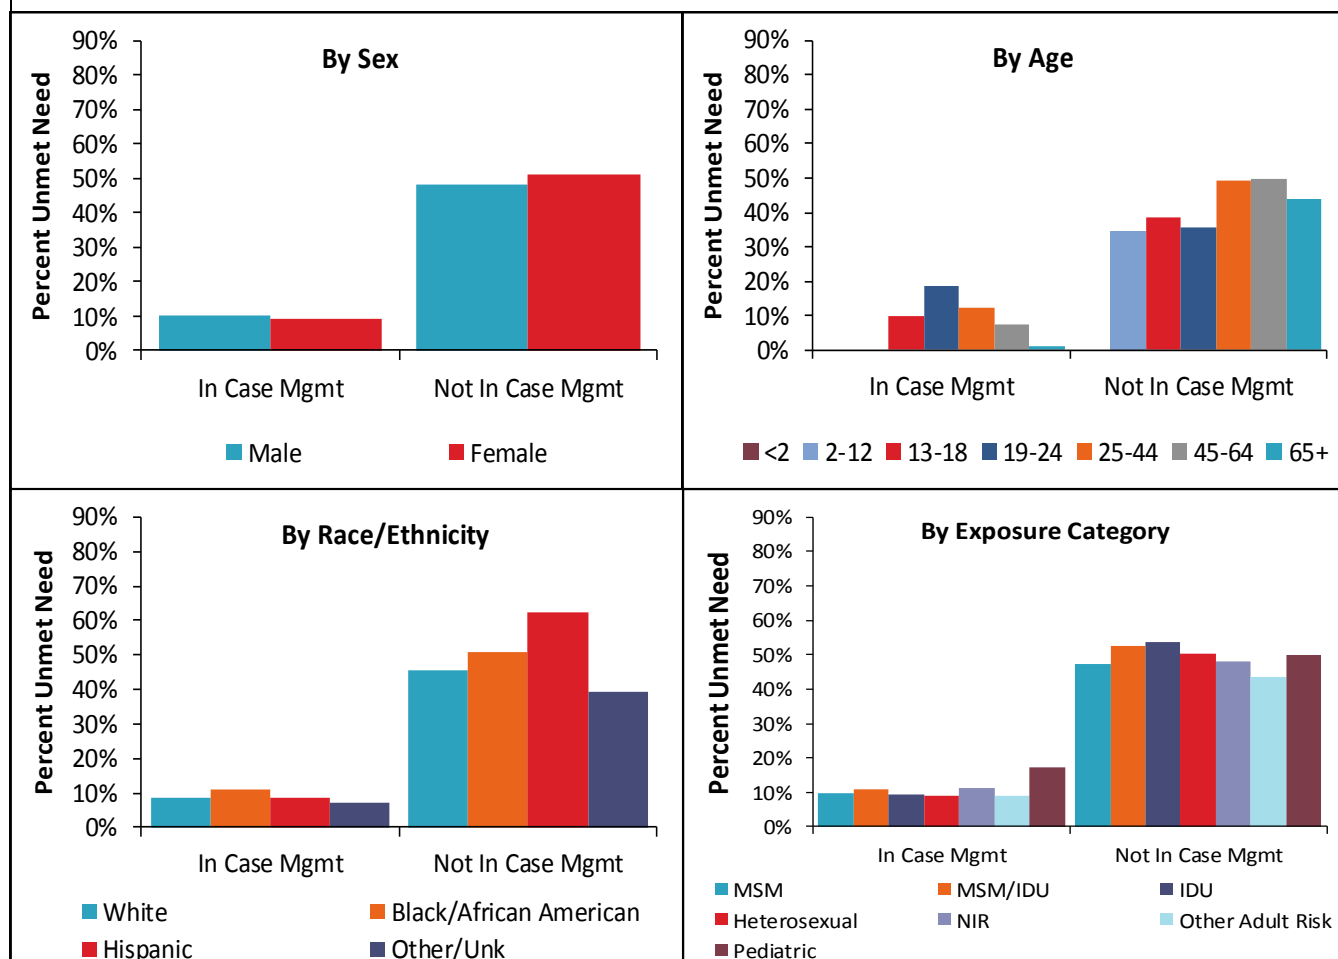 By Sex
Percent Unmet Need
90%
80%
70%
60%
50%
40%
30%
20%
10%
0%
In Case Mgmt Not In Case Mgmt
Male Female
By Age
Percent Unmet Need
90%
80%
70%
60%
50%
40%
30%
20%
10%
0%
In Case Mgmt Not In Case Mgmt
<2 2-12 13-18 19-24 25-44 45-64 65+
By Race/Ethnicity
Percent Unmet Need
90%
80%
70%
60%
50%
40%
30%
20%
10%
0%
In Case Mgmt Not In Case Mgmt
White Black/African American
Hispanic Other/Unk
By Exposure Category
Percent Unmet Need
90%
80%
70%
60%
50%
40%
30%
20%
10%
0%
In Case Mgmt Not In Case Mgmt
MSM MSM/IDU IDU
Heterosexual NIR Other Adult Risk
Pediatric